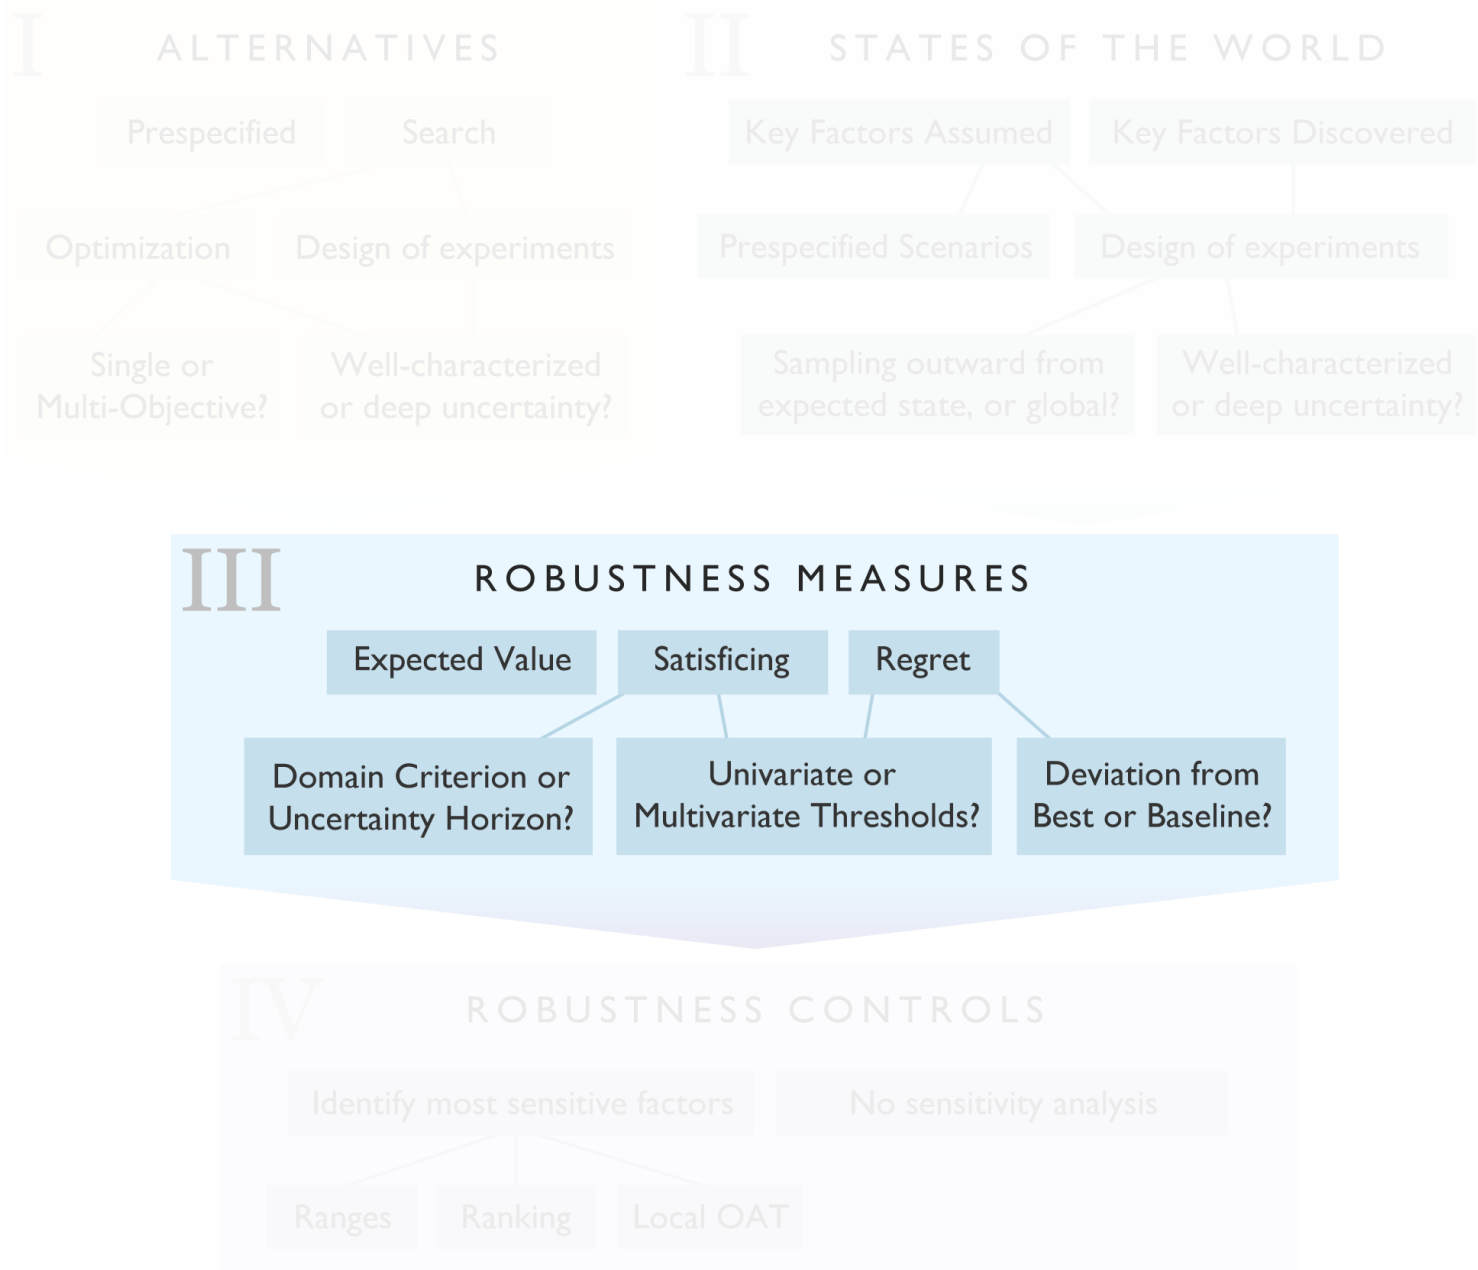 I
ALTERNATIVES
Prespecified
Search
Optimization
Design of experiments
Single or
Multi-Objective?
Well-characterized
or deep uncertainty?
II
STATES OF THE WORLD
Key Factors Assumed
Key Factors Discovered
Prespecified Scenarios
Design of experiments
Sampling outward from
expected state, or global?
Well-characterized
or deep uncertainty?
III
ROBUSTNESS MEASURES
Expected Value
Satisficing
Regret
Domain Criterion or
Uncertainty Horizon?
Univariate or
Multivariate Thresholds?
Deviation from
Best or Baseline?
IV
ROBUSTNESS CONTROLS
Identify most sensitive factors
No sensitivity analysis
Ranges
Ranking
Local OAT